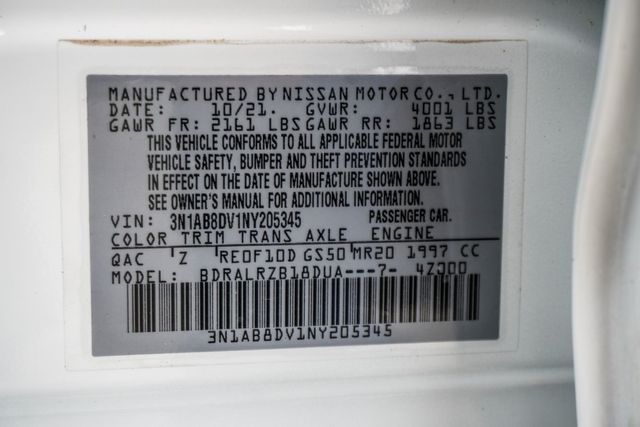 MANUFACTURED BY NISSAN MOTOR CO., LTD.
DATE: 10/21. GVWR: 4001 LBS
GAWR FR: 2161 LBS GAWR RR: 1863 LBS
THIS VEHICLE CONFORMS TO ALL APPLICABLE FEDERAL MOTOR
VEHICLE SAFETY, BUMPER AND THEFT PREVENTION STANDARDS
IN EFFECT ON THE DATE OF MANUFACTURE SHOWN ABOVE.
SEE OWNER'S MANUAL FOR ADDITIONAL INFORMATION.
VIN: 3N1AB8DV1NY205345 PASSENGER CAR.
COLOR TRIM TRANS AXLE ENGINE
QAC Z RE0F10D GS50 MR20 1997 CC
MODEL: BDRALRZB18DUA---7- 4ZJ00
3N1AB8DV1NY205345